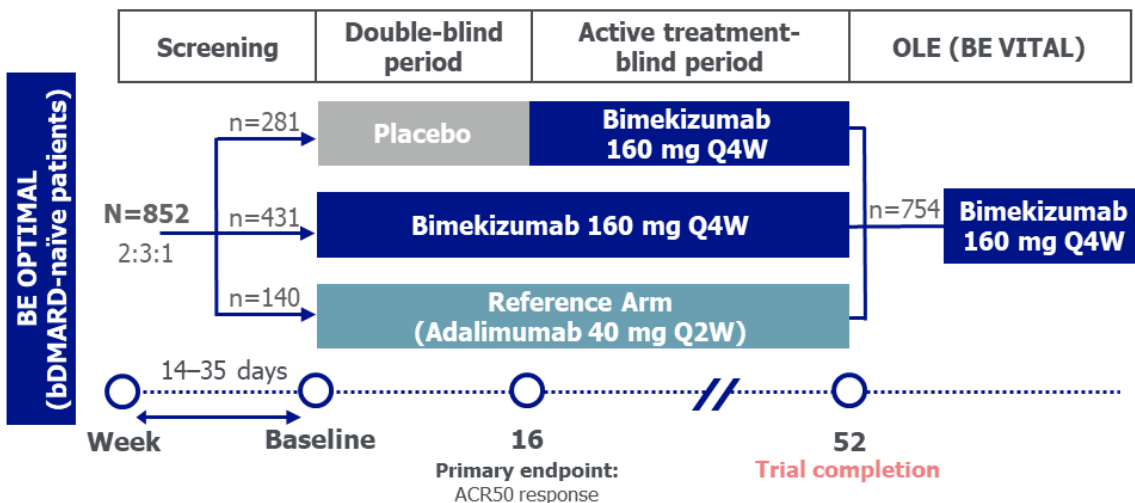 Screening
Double-blind
period
Active treatment-
blind period
OLE (BE VITAL)
BE OPTIMAL
(bDMARD-naïve patients)
N=852
2:3:1
n=281
Placebo
Bimekizumab
160 mg Q4W
n=431
Bimekizumab 160 mg Q4W
n=140
Reference Arm
(Adalimumab 40 mg Q2W)
n=754
Bimekizumab
160 mg Q4W
14–35 days
Week
Baseline
16
52
Primary endpoint:
ACR50 response
Trial completion